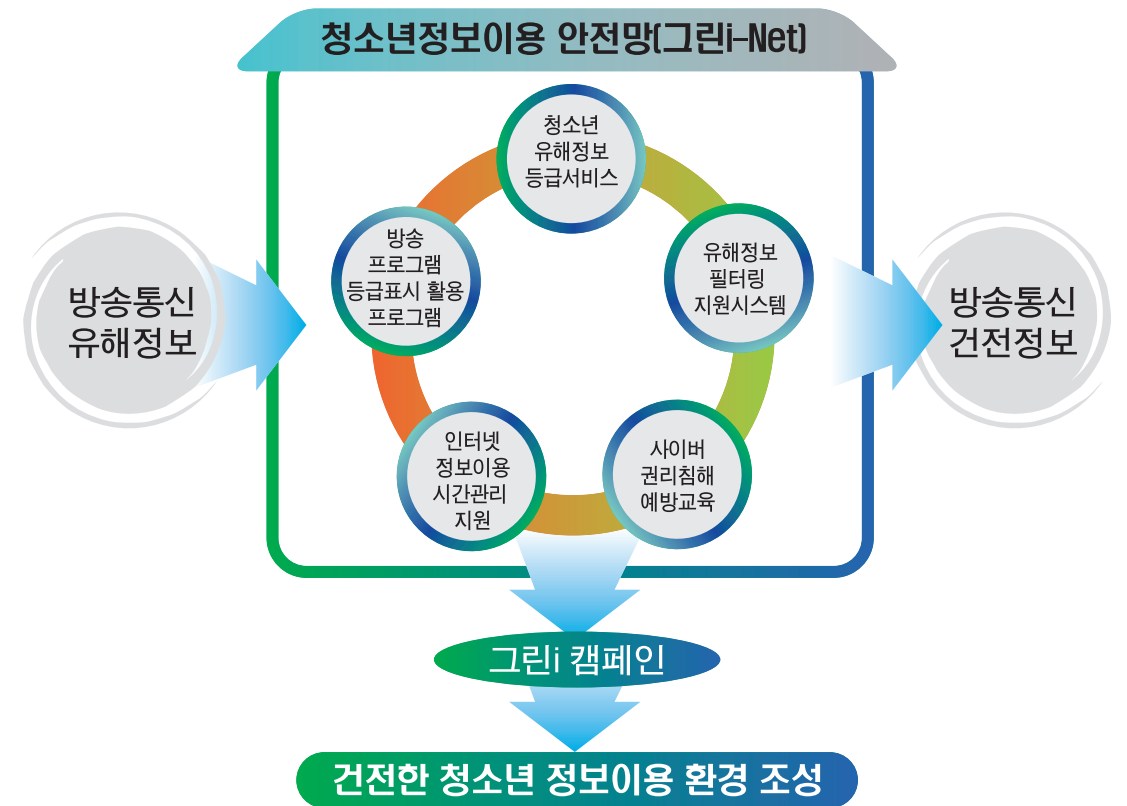 청소년정보이용 안전망(그린i-Net)
청소년
유해정보
등급서비스
방송
프로그램
등급표시 활용
프로그램
유해정보
필터링
지원시스템
방송통신
유해정보
방송통신
건전정보
인터넷
정보이용
시간관리
지원
사이버
권리침해
예방교육
그린i 캠페인
건전한 청소년 정보이용 환경 조성